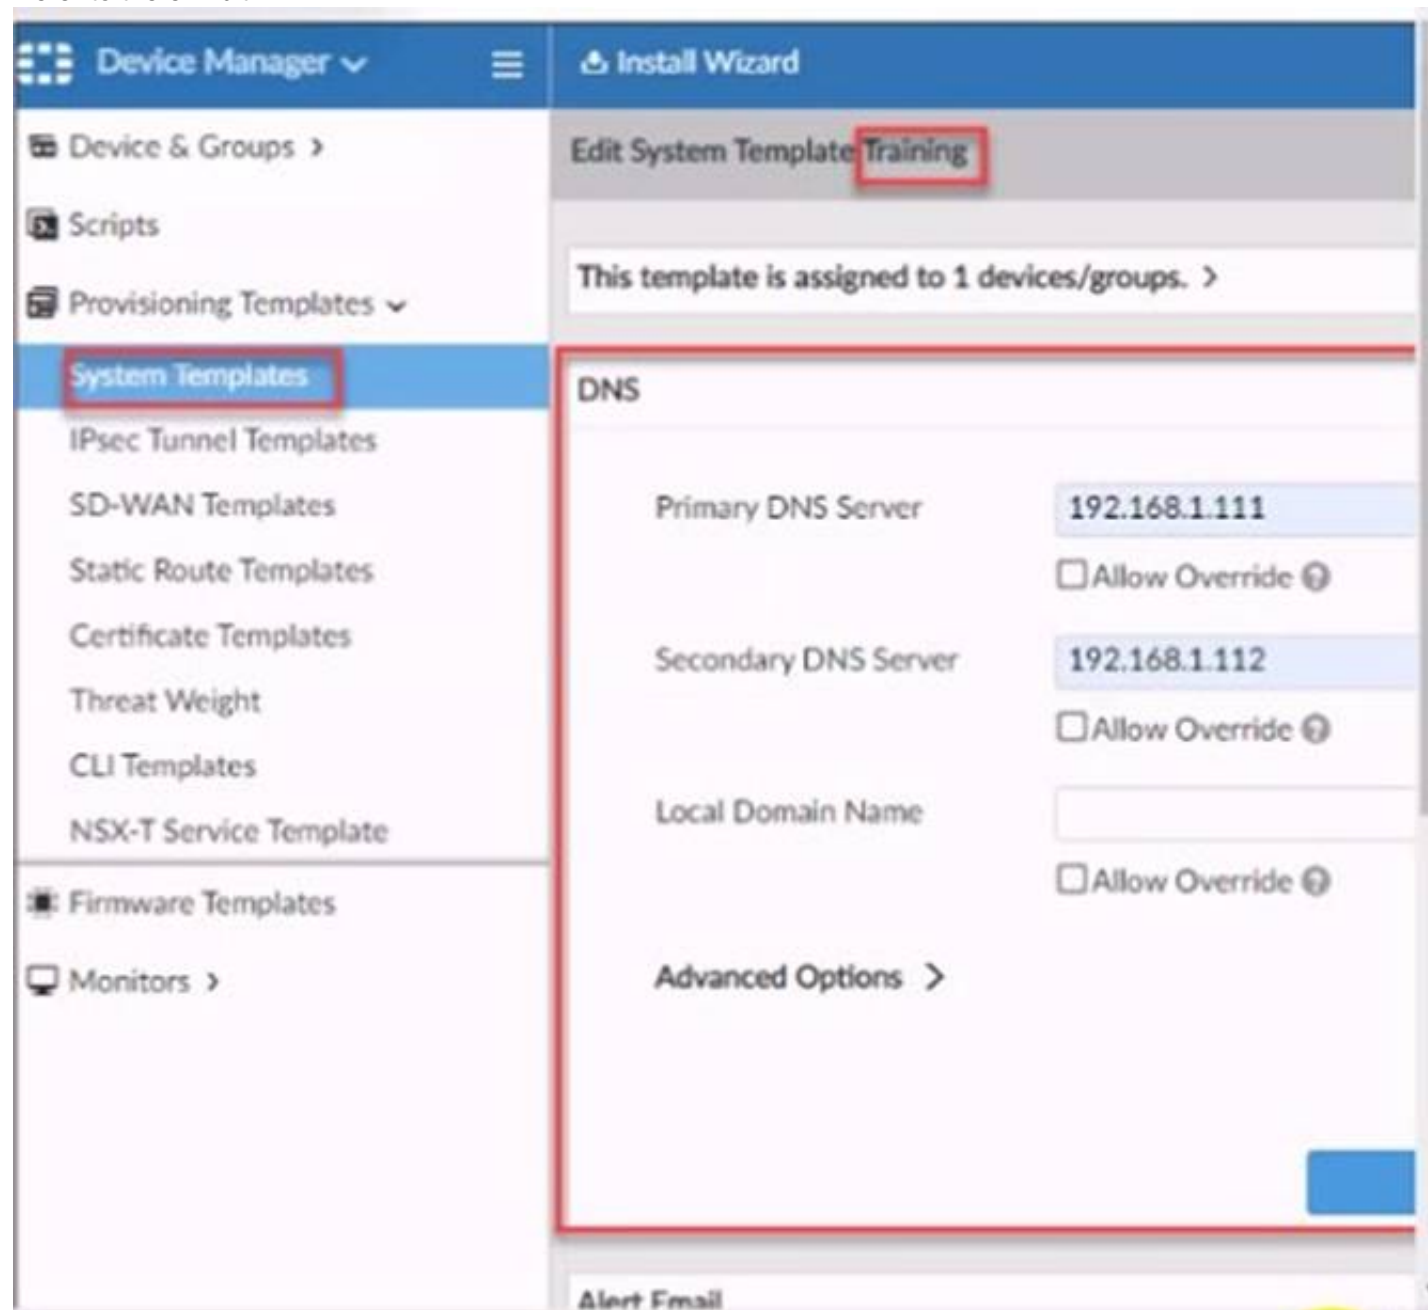 Device Manager
Install Wizard
Device & Groups
Edit System Template Training
Scripts
This template is assigned to 1 devices/groups. >
Provisioning Templates
System Templates
DNS
IPsec Tunnel Templates
SD-WAN Templates
Primary DNS Server
192.168.1.111
Static Route Templates
Allow Override
Certificate Templates
Secondary DNS Server
192.168.1.112
Threat Weight
Allow Override
CLI Templates
Local Domain Name
NSX-T Service Template
Allow Override
Firmware Templates
Monitors >
Advanced Options >
Alert Email